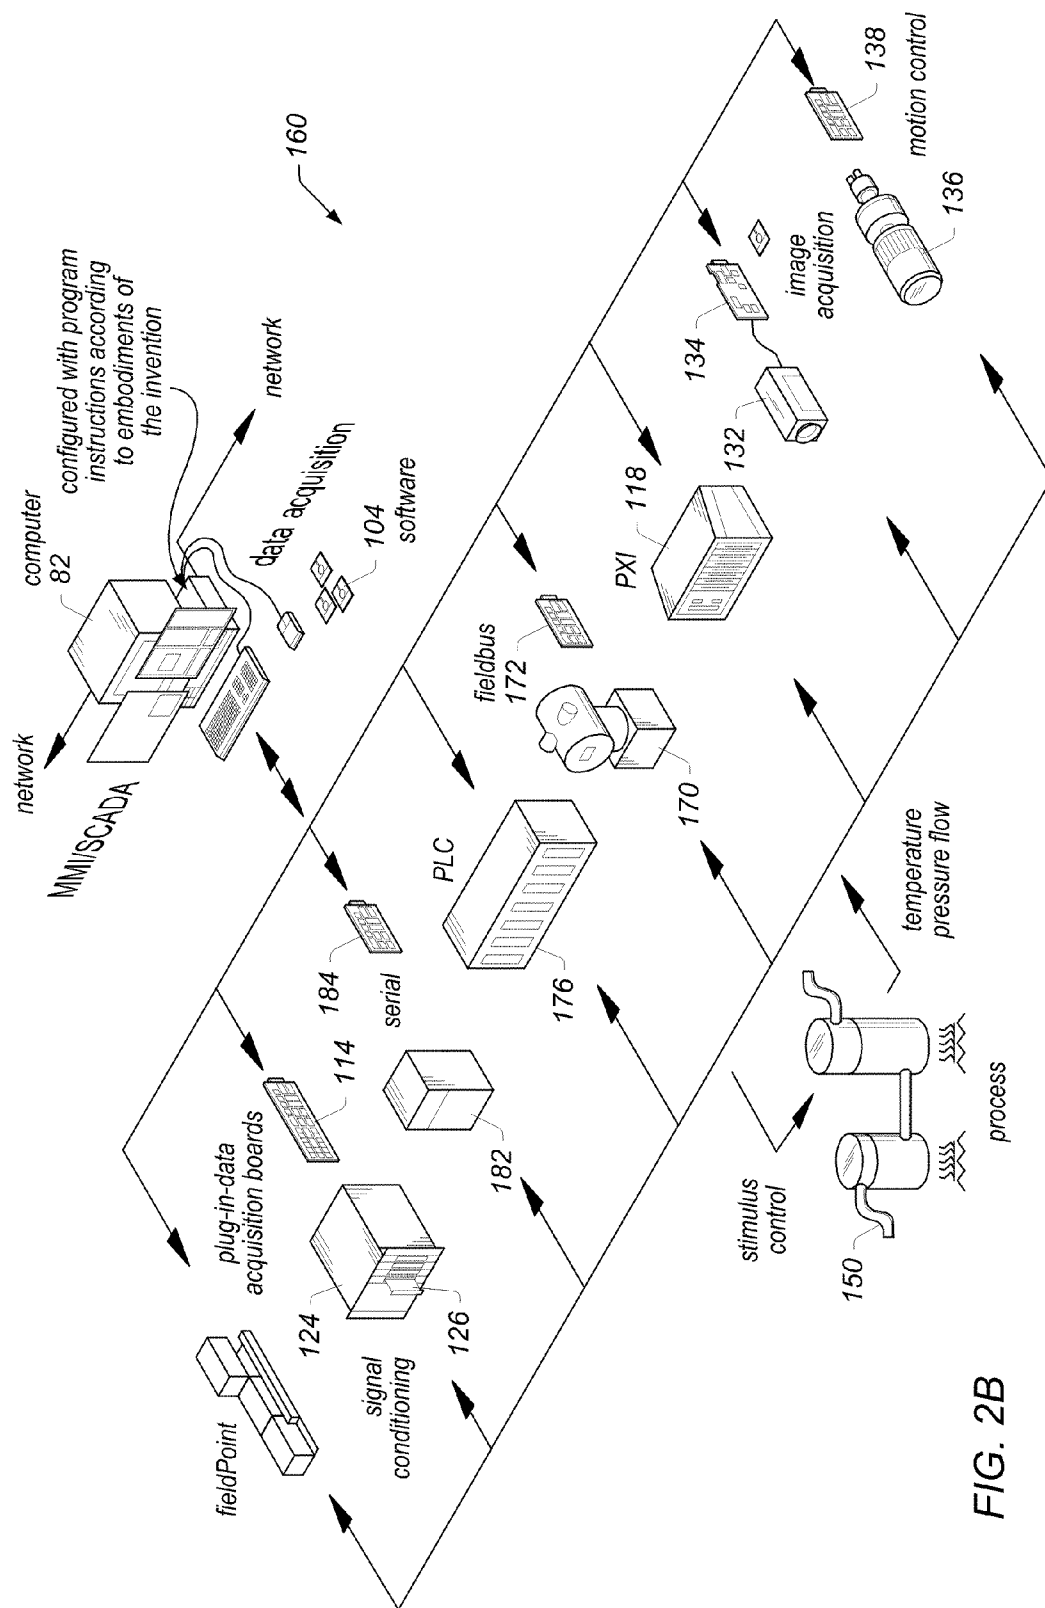 network
computer
82
configured with program
instructions according
to embodiments of
the invention
MMI/SCADA
network
160
data acquisition
104
software
fieldPoint
plug-in-data
acquisition boards
114
184
serial
PLC
fieldbus
172
PXI
118
134
image
acquisition
138
motion control
124
126
signal
conditioning
182
176
170
132
136
stimulus
control
150
process
temperature
pressure flow
FIG. 2B